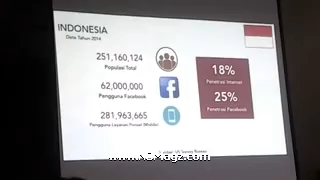 INDONESIA
Data Tahun 2014
251,160,124
Populasi Total
62,000,000
Pengguna Facebook
281,963,665
18%
Penetrasi Internet
25%
Penetrasi Facebook